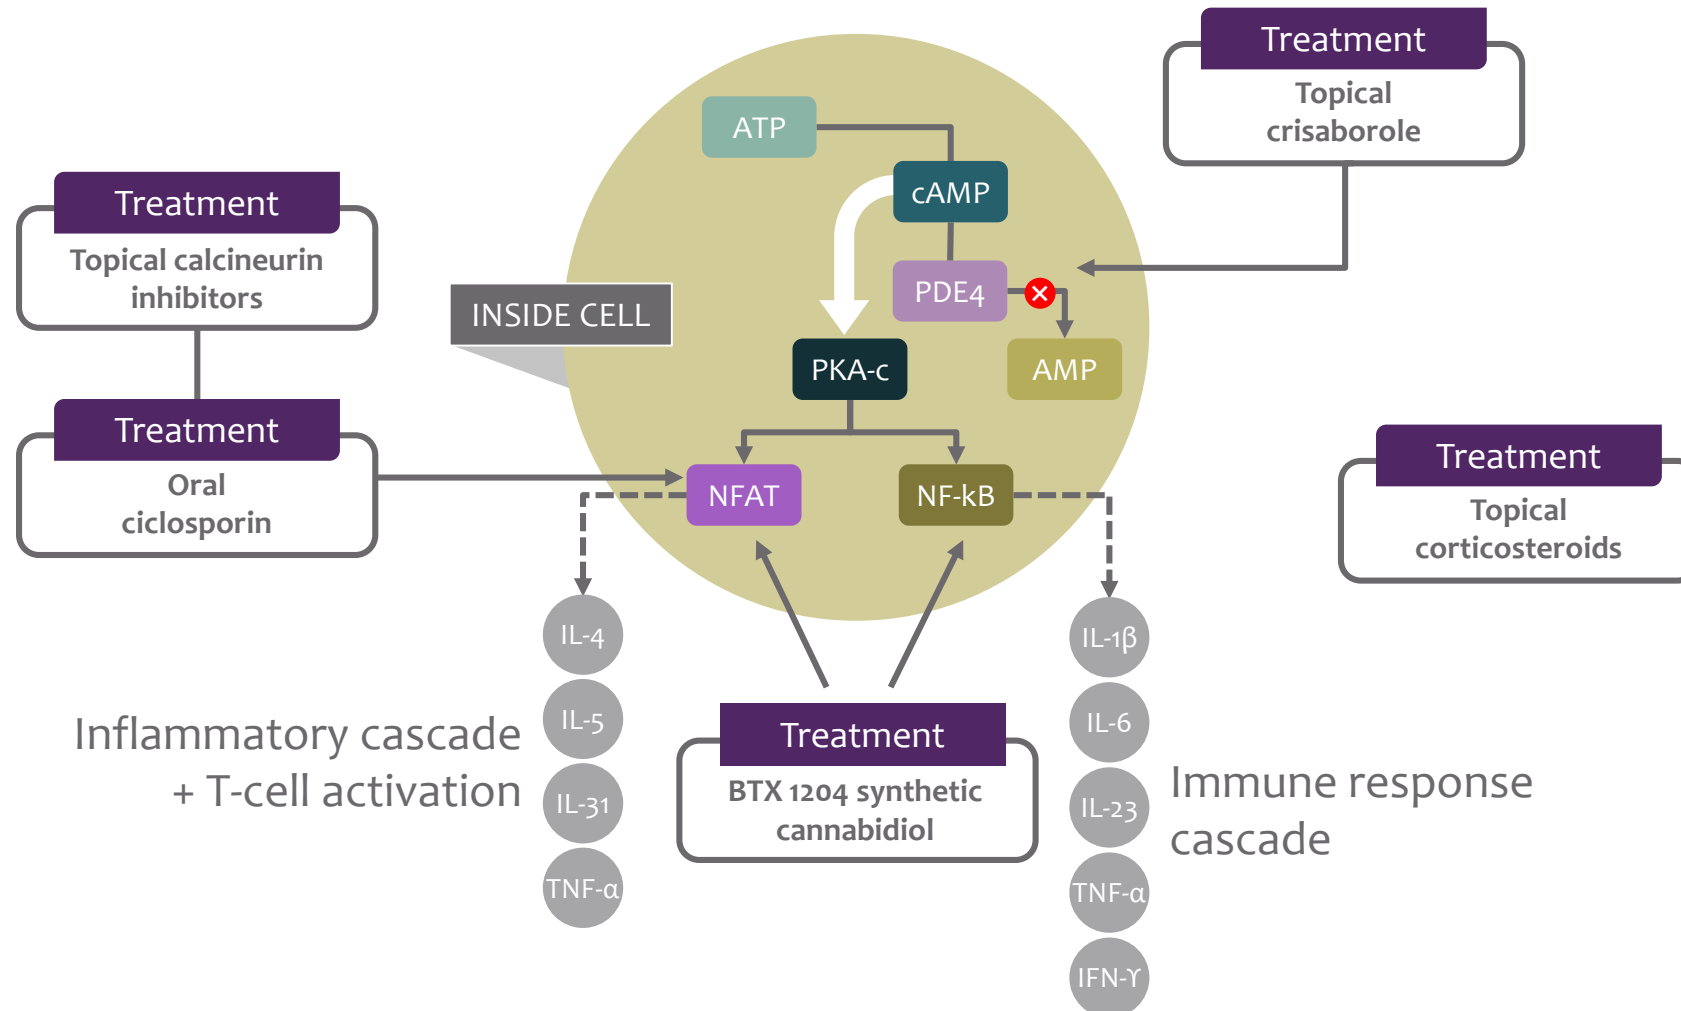 Treatment
Topical
crisaborole
ATP
cAMP
Treatment
Topical calcineurin
inhibitors
PDE4
INSIDE CELL
PKA-c
AMP
Treatment
Oral
ciclosporin
NFAT
NF-kB
Treatment
Topical
corticosteroids
IL-4
IL-5
IL-31
TNF-α
Inflammatory cascade
+ T-cell activation
Treatment
BTX 1204 synthetic
cannabidiol
IL-1β
IL-6
IL-23
TNF-α
IFN-ϒ
Immune response
cascade